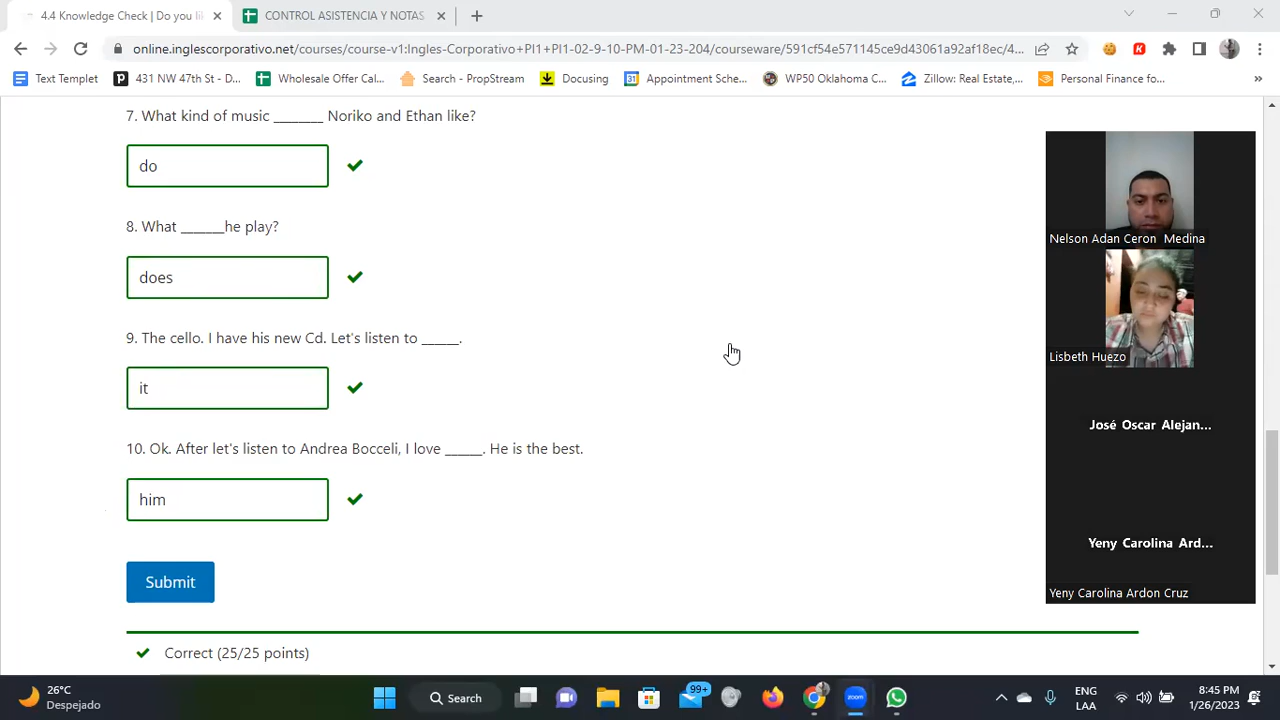 4.4 Knowledge Check | Do you li
CONTROL ASISTENCIA Y NOTAS
online.inglescorporativo.net/courses/course-v1:Ingles-Corporativo+PI1+PI1-02-9-10-PM-01-23-204/courseware/591cf54e571145ce9d43061a92af18ec/4...
Text Templet
431 NW 47th St - D...
Wholesale Offer Cal...
Search - PropStream
Docusing
Appointment Sche...
WP50 Oklahoma C...
Zillow: Real Estate,...
Personal Finance fo...
»
7. What kind of music ________ Noriko and Ethan like?
do
8. What _______he play?
does
9. The cello. I have his new Cd. Let's listen to ______.
it
10. Ok. After let's listen to Andrea Bocceli, I love ______. He is the best.
him
Submit
Correct (25/25 points)
Nelson Adan Ceron Medina
Lisbeth Huezo
José Oscar Alejan...
Yeny Carolina Ard...
Yeny Carolina Ardon Cruz
26°C
Despejado
Search
99+
zoom
ENG
LAA
8:45 PM
1/26/2023